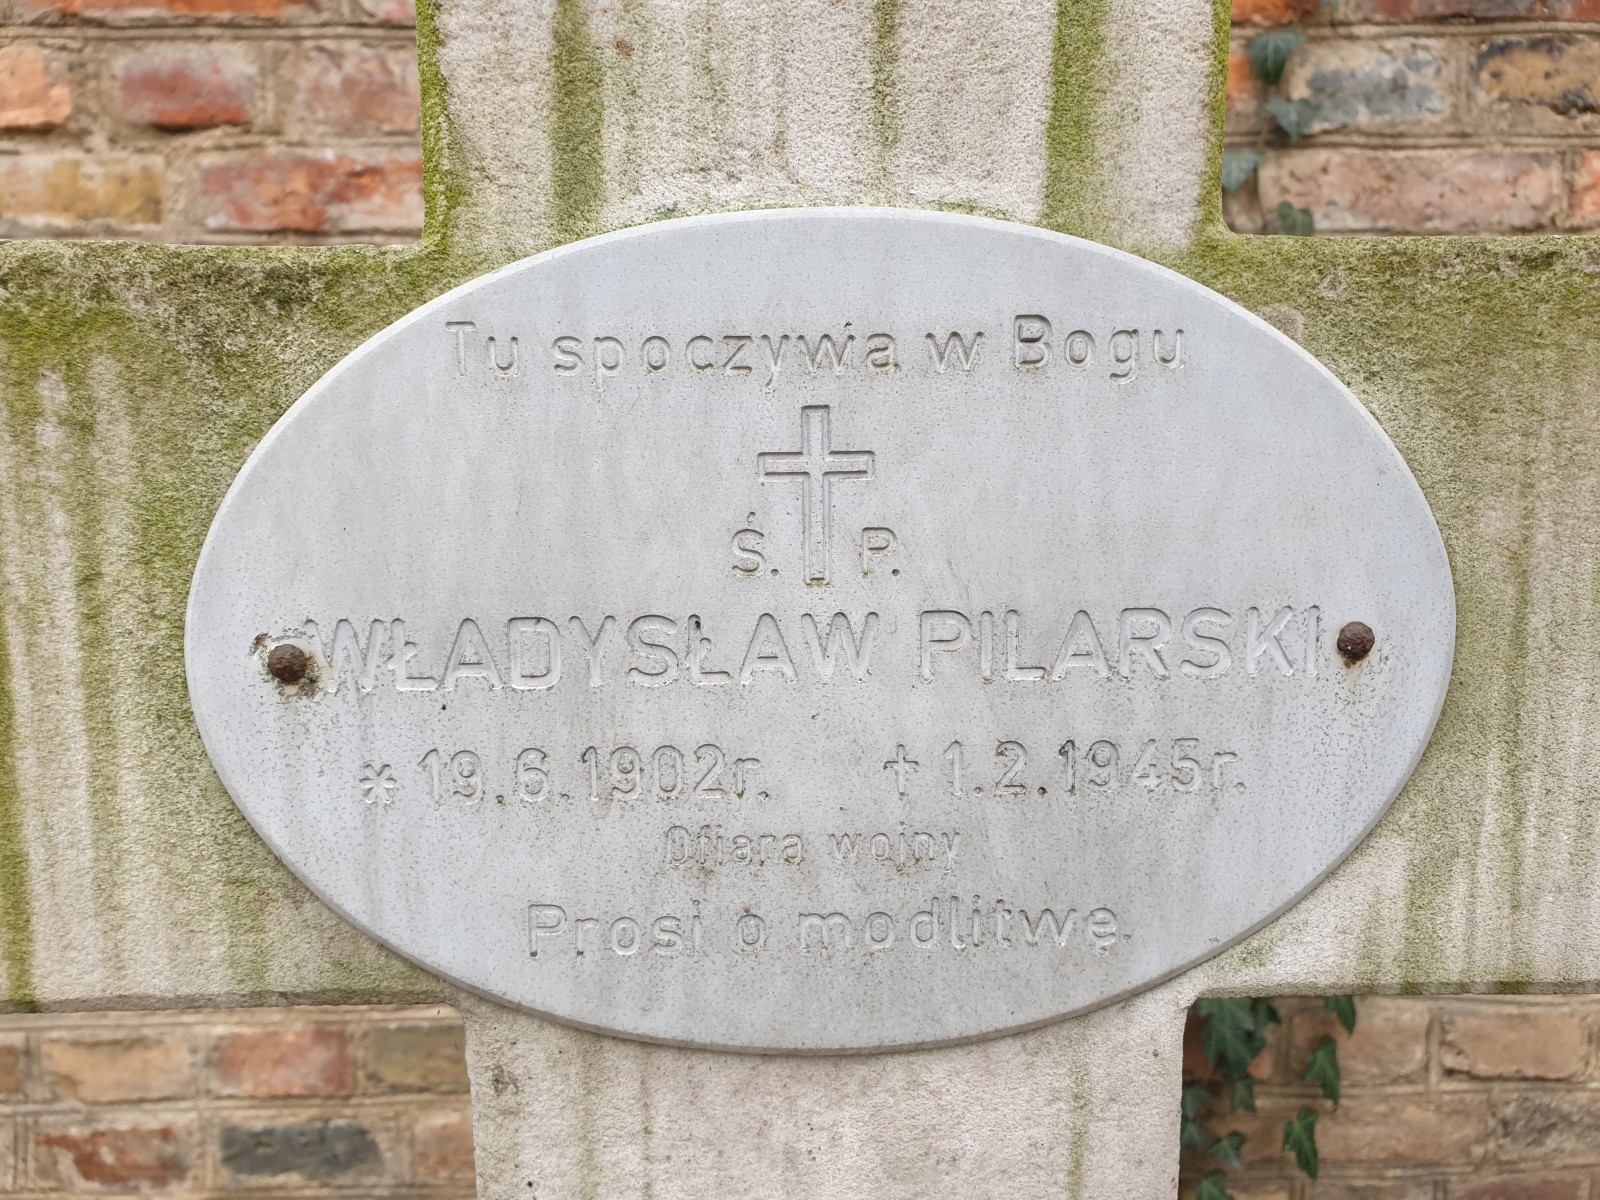 Tu spoczywa w Bogu
Ś. P.
WŁADYSŁAW PILARSKI
* 19.6.1902r. † 1.2.1945r.
Ofiara wojny
Prosi o modlitwę.